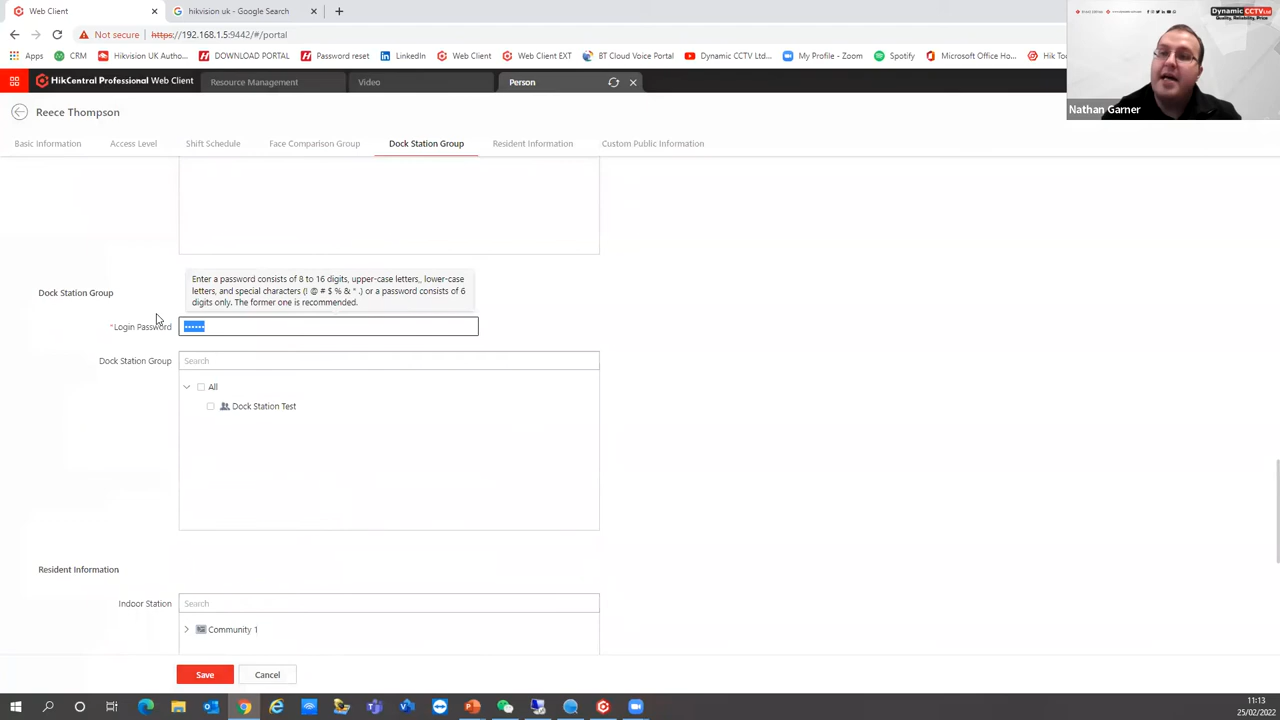 Web Client
hikvision uk - Google Search
Not secure
https://192.168.1.5:9442/#/portal
Apps
CRM
Hikvision UK Autho...
DOWNLOAD PORTAL
Password reset
LinkedIn
Web Client
Web Client EXT
BT Cloud Voice Portal
Dynamic CCTV Ltd...
My Profile - Zoom
Spotify
Microsoft Office Ho...
Hik To
Dynamic CCTV Ltd
Quality, Reliability, Price
HikCentral Professional Web Client
Resource Management
Video
Person
Nathan Garner
Reece Thompson
Basic Information
Access Level
Shift Schedule
Face Comparison Group
Dock Station Group
Resident Information
Custom Public Information
Enter a password consists of 8 to 16 digits, upper-case letters,, lower-case
letters, and special characters (! @ # $ % & * .) or a password consists of 6
digits only. The former one is recommended.
Dock Station Group
*Login Password
Dock Station Group
Search
All
Dock Station Test
Resident Information
Indoor Station
Search
Community 1
Save
Cancel
11:13
25/02/2022